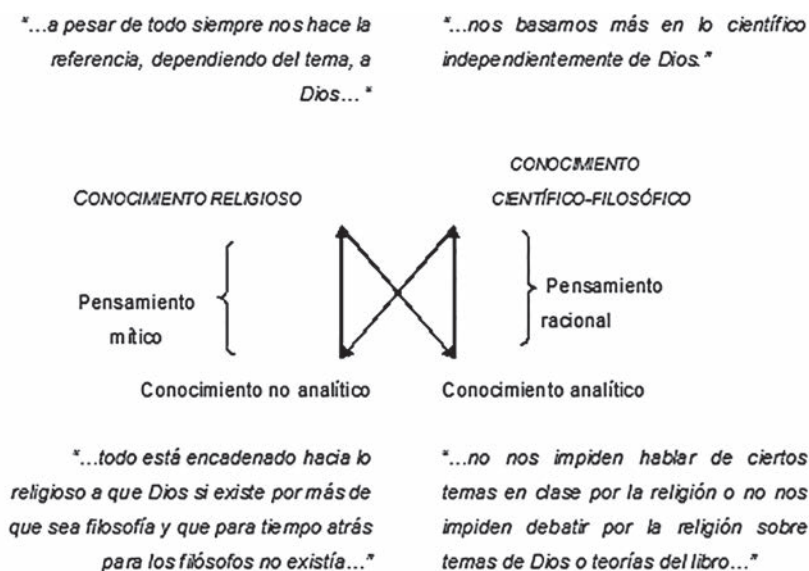 "...a pesar de todo siempre nos hace la
referencia, dependiendo del tema, a
Dios... "
"...nos basamos más en lo científico
independientemente de Dios."
CONOCIMIENTO RELIGIOSO
CONOCIMIENTO
CIENTÍFICO-FILOSÓFICO
Pensamiento
mítico
Pensamiento
racional
Conocimiento no analítico
Conocimiento analítico
"...todo está encadenado hacia lo
religioso a que Dios si existe por más de
que sea filosofía y que para tiempo atrás
para los filósofos no existía..."
"...no nos impiden hablar de ciertos
temas en clase por la religión o no nos
impiden debatir por la religión sobre
temas de Dios o teorías del libro..."